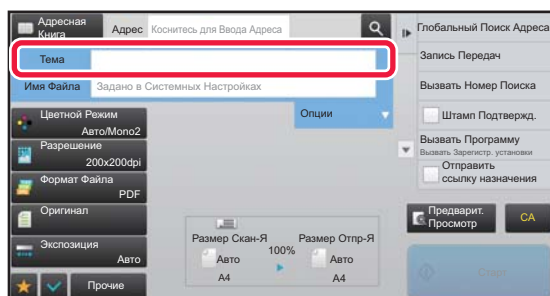 Адресная
Книга
Адрес
Коснитесь для Ввода Адреса
Тема
Имя Файла
Задано в Системных Настройках
Опции
Цветной Режим
Авто/Mono2
Разрешение
200x200dpi
Формат Файла
PDF
Оригинал
Экспозиция
Авто
Прочие
Размер Скан-Я
100%
Размер Отпр-Я
Авто
Авто
A4
A4
Глобальный Поиск Адреса
Запись Передач
Вызвать Номер Поиска
Штамп Подтвержд.
Вызвать Программу
Вызвать Зарегистр. установки
Отправить
ссылку назначения
Предварит.
Просмотр
CA
Старт